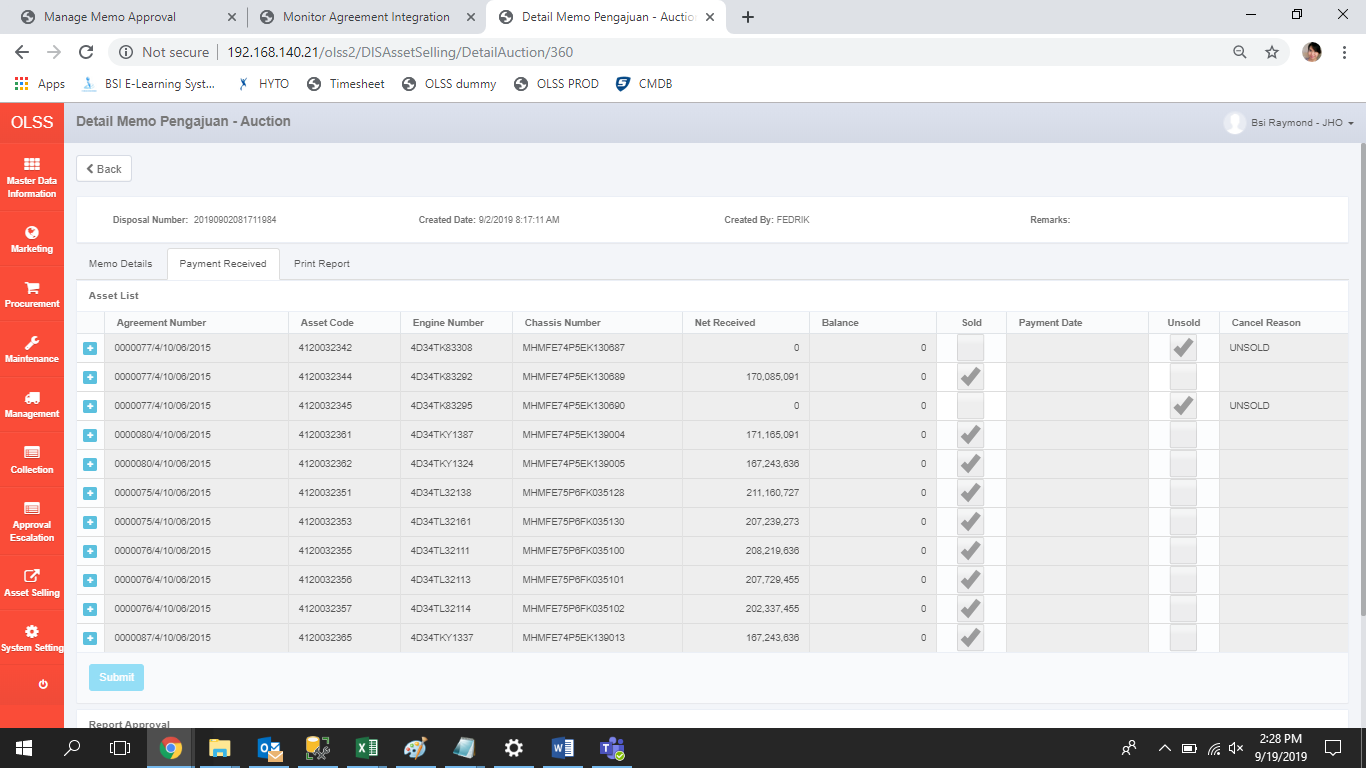 Manage Memo Approval
Monitor Agreement Integration
Detail Memo Pengajuan - Auctio
Not secure
192.168.140.21/olss2/DISAssetSelling/DetailAuction/360
Apps BSI E-Learning Syst... HYTO Timesheet OLSS dummy OLSS PROD CMDB
OLSS
Detail Memo Pengajuan - Auction
Bsi Raymond - JHO
Master Data
Information
Marketing
Procurement
Maintenance
Management
Collection
Approval
Escalation
Asset Selling
System Setting
Back
Disposal Number: 20190902081711984 Created Date: 9/2/2019 8:17:11 AM Created By: FEDRIK Remarks:
Memo Details Payment Received Print Report
Asset List
Agreement Number Asset Code Engine Number Chassis Number Net Received Balance Sold Payment Date Unsold Cancel Reason
0000077/4/10/06/2015 4120032342 4D34TK83308 MHMFE74P5EK130687 0 0 UNSOLD
0000077/4/10/06/2015 4120032344 4D34TK83292 MHMFE74P5EK130689 170,085,091 0
0000077/4/10/06/2015 4120032345 4D34TK83295 MHMFE74P5EK130690 0 0 UNSOLD
0000080/4/10/06/2015 4120032361 4D34TKY1387 MHMFE74P5EK139004 171,165,091 0
0000080/4/10/06/2015 4120032362 4D34TKY1324 MHMFE74P5EK139005 167,243,636 0
0000075/4/10/06/2015 4120032351 4D34TL32138 MHMFE75P6FK035128 211,160,727 0
0000075/4/10/06/2015 4120032353 4D34TL32161 MHMFE75P6FK035130 207,239,273 0
0000076/4/10/06/2015 4120032355 4D34TL32111 MHMFE75P6FK035100 208,219,636 0
0000076/4/10/06/2015 4120032356 4D34TL32113 MHMFE75P6FK035101 207,729,455 0
0000076/4/10/06/2015 4120032357 4D34TL32114 MHMFE75P6FK035102 202,337,455 0
0000087/4/10/06/2015 4120032365 4D34TKY1337 MHMFE74P5EK139013 167,243,636 0
Submit
Report Approval
2:28 PM
9/19/2019